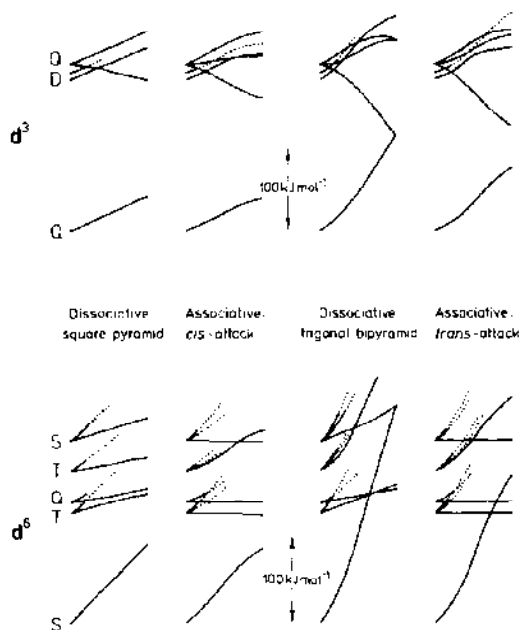 Q
D
d³
100 kJ mol⁻¹
Q
Dissociative square pyramid
Associative, cis-attack
Dissociative trigonal bipyramid
Associative, trans-attack
S
T
Q
T
d⁶
100 kJ mol⁻¹
S